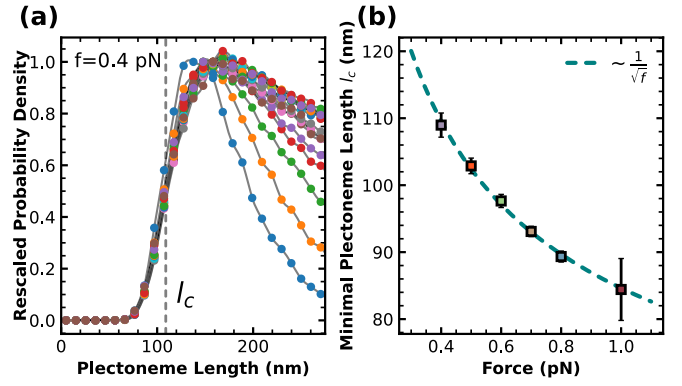 (a)
f=0.4 pN
l_c
Rescaled Probability Density
0.0
0.2
0.4
0.6
0.8
1.0
0
100
200
Plectoneme Length (nm)
(b)
~ 1/√f
Minimal Plectoneme Length l_c (nm)
80
90
100
110
120
0.4
0.6
0.8
1.0
Force (pN)